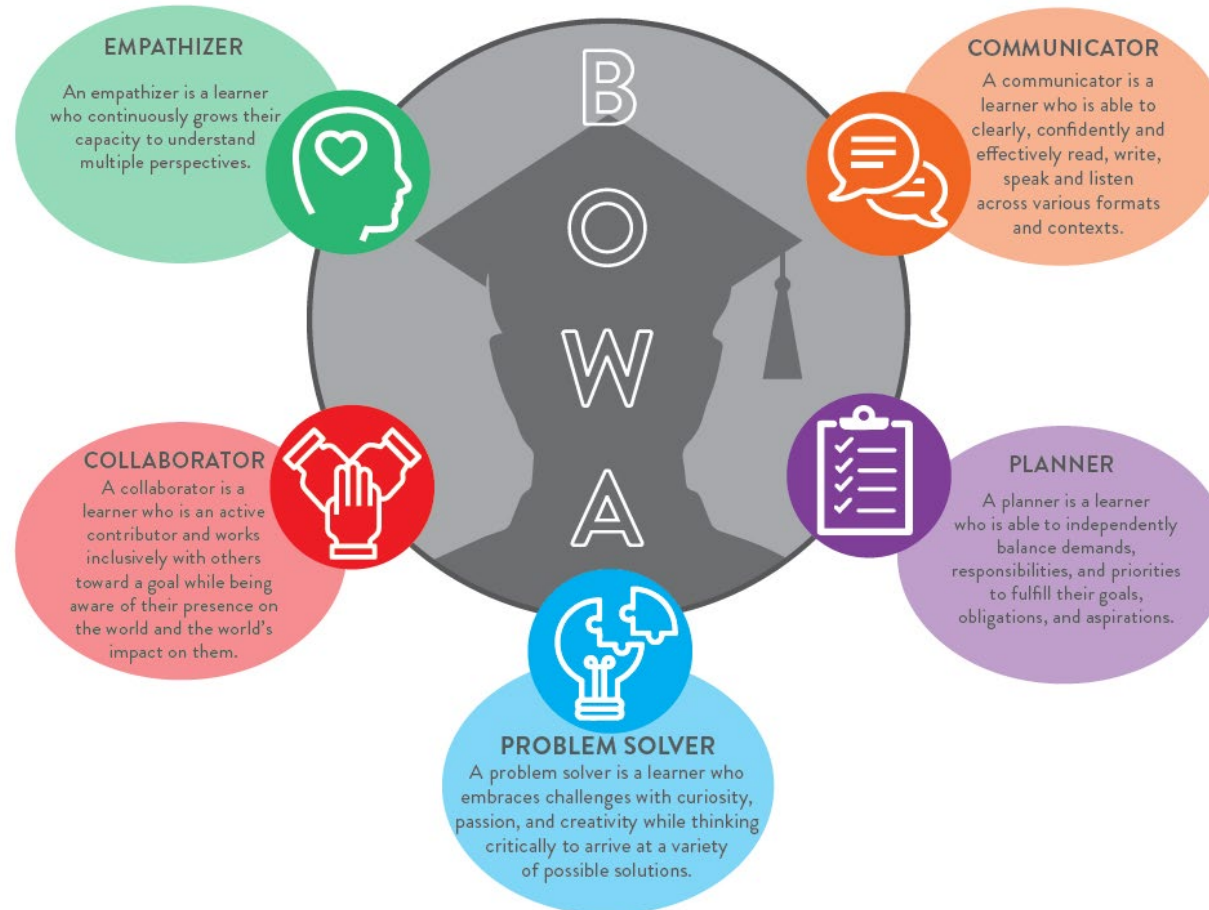 EMPATHIZER
An empathizer is a learner
who continuously grows their
capacity to understand
multiple perspectives.
B
O
W
A
COMMUNICATOR
A communicator is a
learner who is able to
clearly, confidently and
effectively read, write,
speak and listen
across various formats
and contexts.
COLLABORATOR
A collaborator is a
learner who is an active
contributor and works
inclusively with others
toward a goal while being
aware of their presence on
the world and the world's
impact on them.
PLANNER
A planner is a learner
who is able to independently
balance demands,
responsibilities, and priorities
to fulfill their goals,
obligations, and aspirations.
PROBLEM SOLVER
A problem solver is a learner who
embraces challenges with curiosity,
passion, and creativity while thinking
critically to arrive at a variety
of possible solutions.